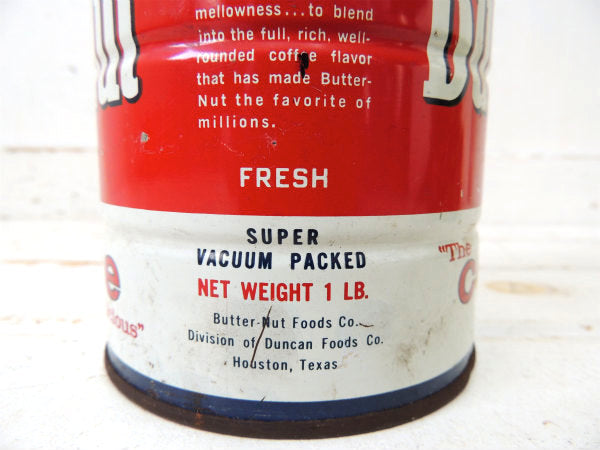 mellowness...to blend
into the full, rich, well-
rounded coffee flavor
that has made Butter-
Nut the favorite of
millions.
FRESH
SUPER
VACUUM PACKED
NET WEIGHT 1 LB.
Butter-Nut Foods Co.
Division of Duncan Foods Co.
Houston, Texas
"The